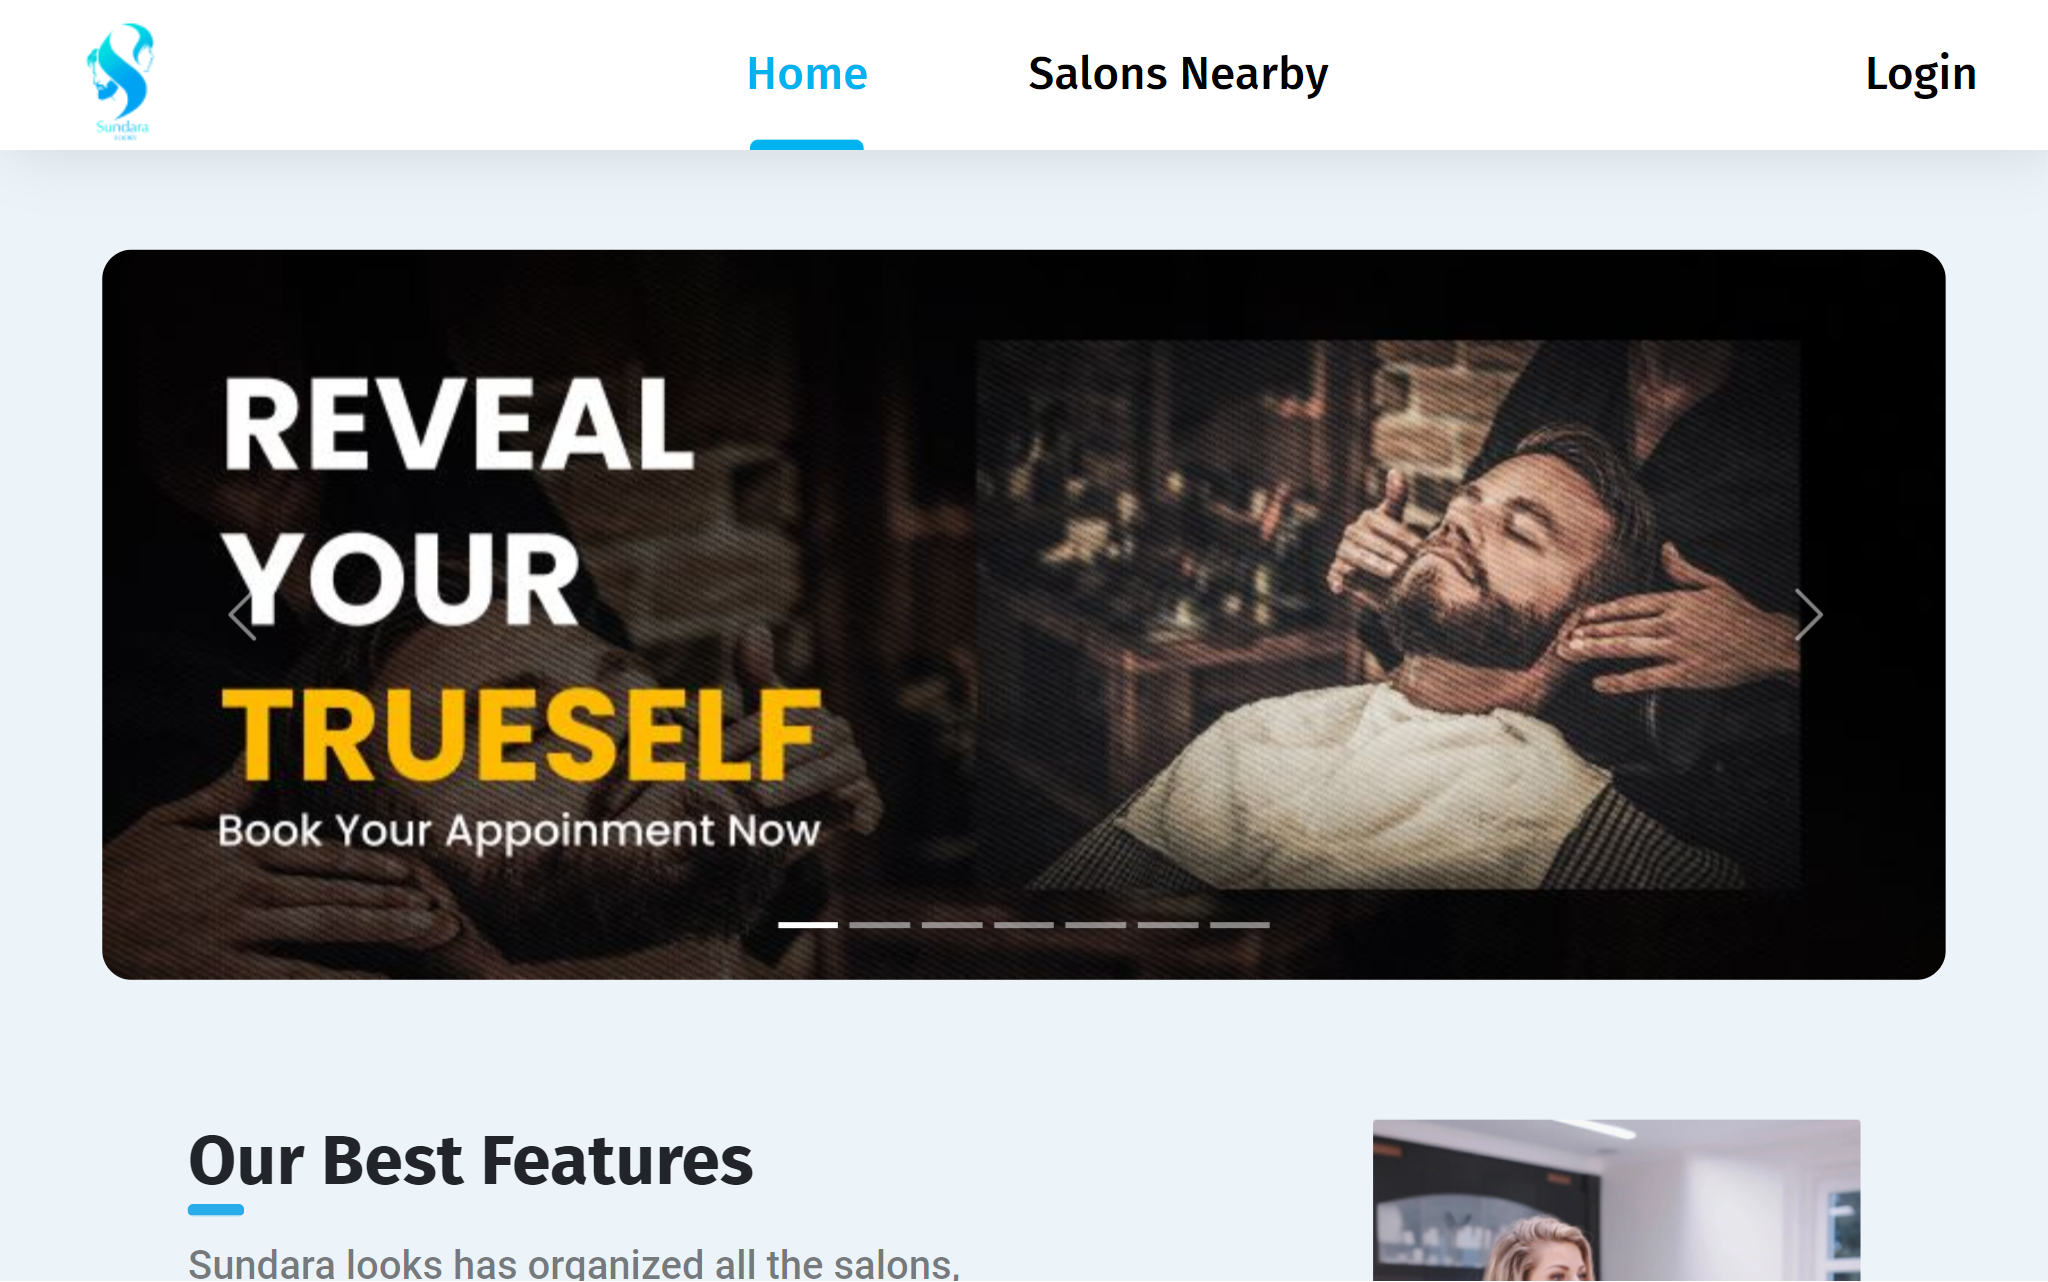 Sundara
Home
Salons Nearby
Login
REVEAL
YOUR
TRUESELF
Book Your Appoinment Now
Our Best Features
Sundara looks has organized all the salons,